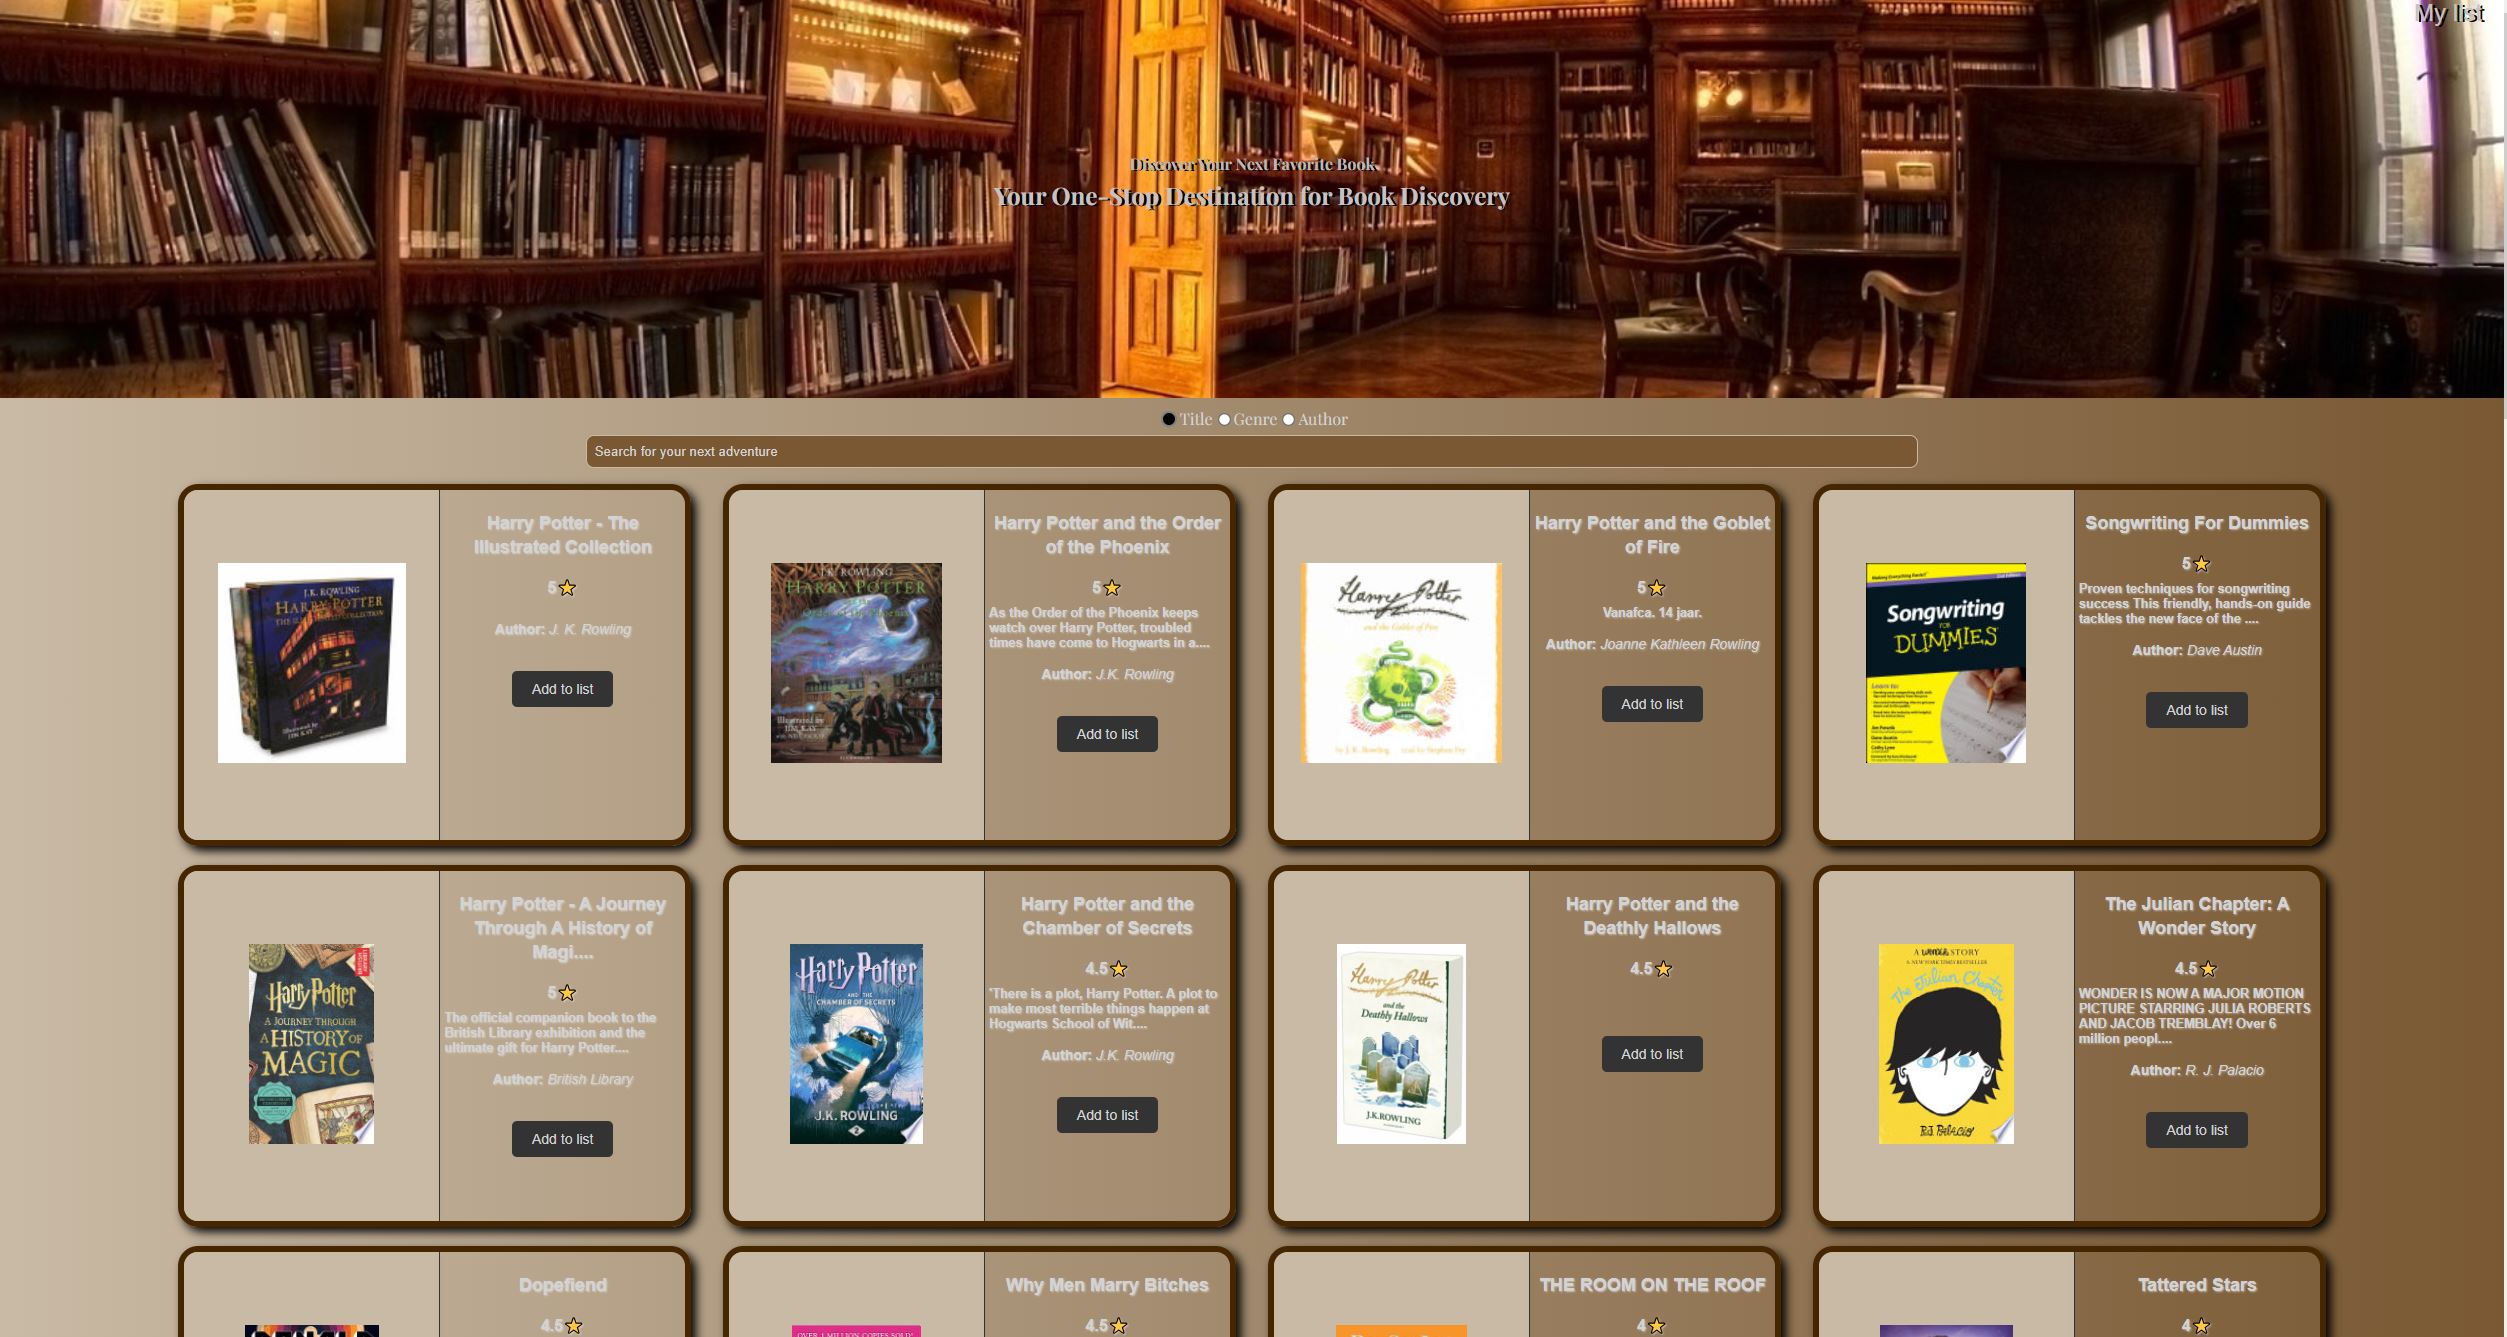 My list
Discover Your Next Favorite Book
Your One-Stop Destination for Book Discovery
Title Genre Author
Search for your next adventure
Harry Potter - The
Illustrated Collection
5
Author: J. K. Rowling
Add to list
J.K. ROWLING
HARRY POTTER
THE ILLUSTRATED COLLECTION
Illustrated by
JIM KAY
Harry Potter and the Order
of the Phoenix
5
As the Order of the Phoenix keeps
watch over Harry Potter, troubled
times have come to Hogwarts in a....
Author: J.K. Rowling
Add to list
J.K. ROWLING
HARRY POTTER
Order of the Phoenix
Illustrated by
JIM KAY
Harry Potter and the Goblet
of Fire
5
Vanafca. 14 jaar.
Author: Joanne Kathleen Rowling
Add to list
Harry Potter
and the Goblet of Fire
by J. K. Rowling read by Stephen Fry
Songwriting For Dummies
5
Proven techniques for songwriting
success This friendly, hands-on guide
tackles the new face of the ....
Author: Dave Austin
Add to list
Making Everything Easier!
Songwriting
FOR
DUMMIES
Learn to:
Harry Potter - A Journey
Through A History of
Magi....
5
The official companion book to the
British Library exhibition and the
ultimate gift for Harry Potter....
Author: British Library
Add to list
Harry Potter
A JOURNEY THROUGH
A HISTORY OF
MAGIC
Harry Potter and the
Chamber of Secrets
4.5
'There is a plot, Harry Potter. A plot to
make most terrible things happen at
Hogwarts School of Wit....
Author: J.K. Rowling
Add to list
Harry Potter
AND THE
CHAMBER OF SECRETS
J.K. ROWLING
2
Harry Potter and the
Deathly Hallows
4.5
Add to list
Harry Potter
and the
Deathly Hallows
J.K.ROWLING
The Julian Chapter: A
Wonder Story
4.5
WONDER IS NOW A MAJOR MOTION
PICTURE STARRING JULIA ROBERTS
AND JACOB TREMBLAY! Over 6
million peopl....
Author: R. J. Palacio
Add to list
A WONDER STORY
A NEW YORK TIMES BESTSELLER
The Julian Chapter
R.J. PALACIO
Dopefiend
4.5
Why Men Marry Bitches
4.5
OVER 1 MILLION COPIES SOLD!
THE ROOM ON THE ROOF
4
Tattered Stars
4